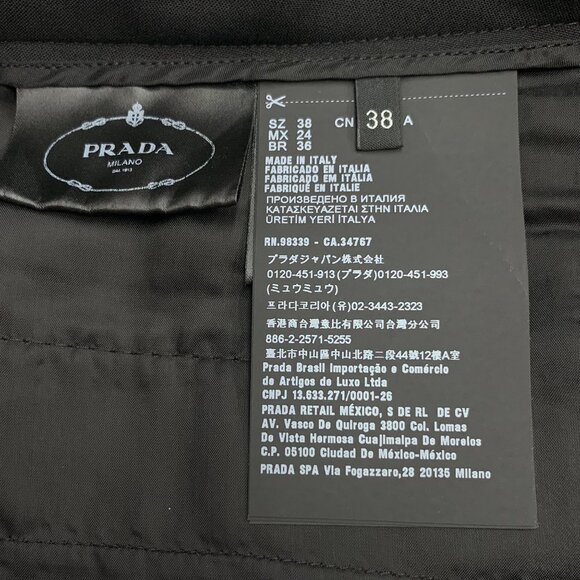 PRADA
MILANO
DAL 1913
38
SZ 38 CN A
MX 24
BR 36
MADE IN ITALY
FABRICADO EN ITALIA
FABRICADO EM ITÁLIA
FABRIQUÉ EN ITALIE
ПРОИЗВЕДЕНО В ИТАЛИЯ
ΚΑΤΑΣΚΕΥΑΖΕΤΑΙ ΣΤΗΝ ΙΤΑΛΙΑ
ÜRETİM YERİ İTALYA
RN.98339 - CA.34767
プラダジャパン株式会社
0120-451-913(プラダ)0120-451-993
(ミュウミュウ)
프라다코리아(유)02-3443-2323
香港商台灣普比有限公司台灣分公司
886-2-2571-5255
臺北市中山區中山北路二段44號12樓A室
Prada Brasil Importação e Comércio
de Artigos de Luxo Ltda
CNPJ 13.633.271/0001-26
PRADA RETAIL MÉXICO, S DE RL DE CV
AV. Vasco De Quiroga 3800 Col. Lomas
De Vista Hermosa Cuajimalpa De Morelos
C.P. 05100 Ciudad De México-México
PRADA SPA Via Fogazzaro,28 20135 Milano